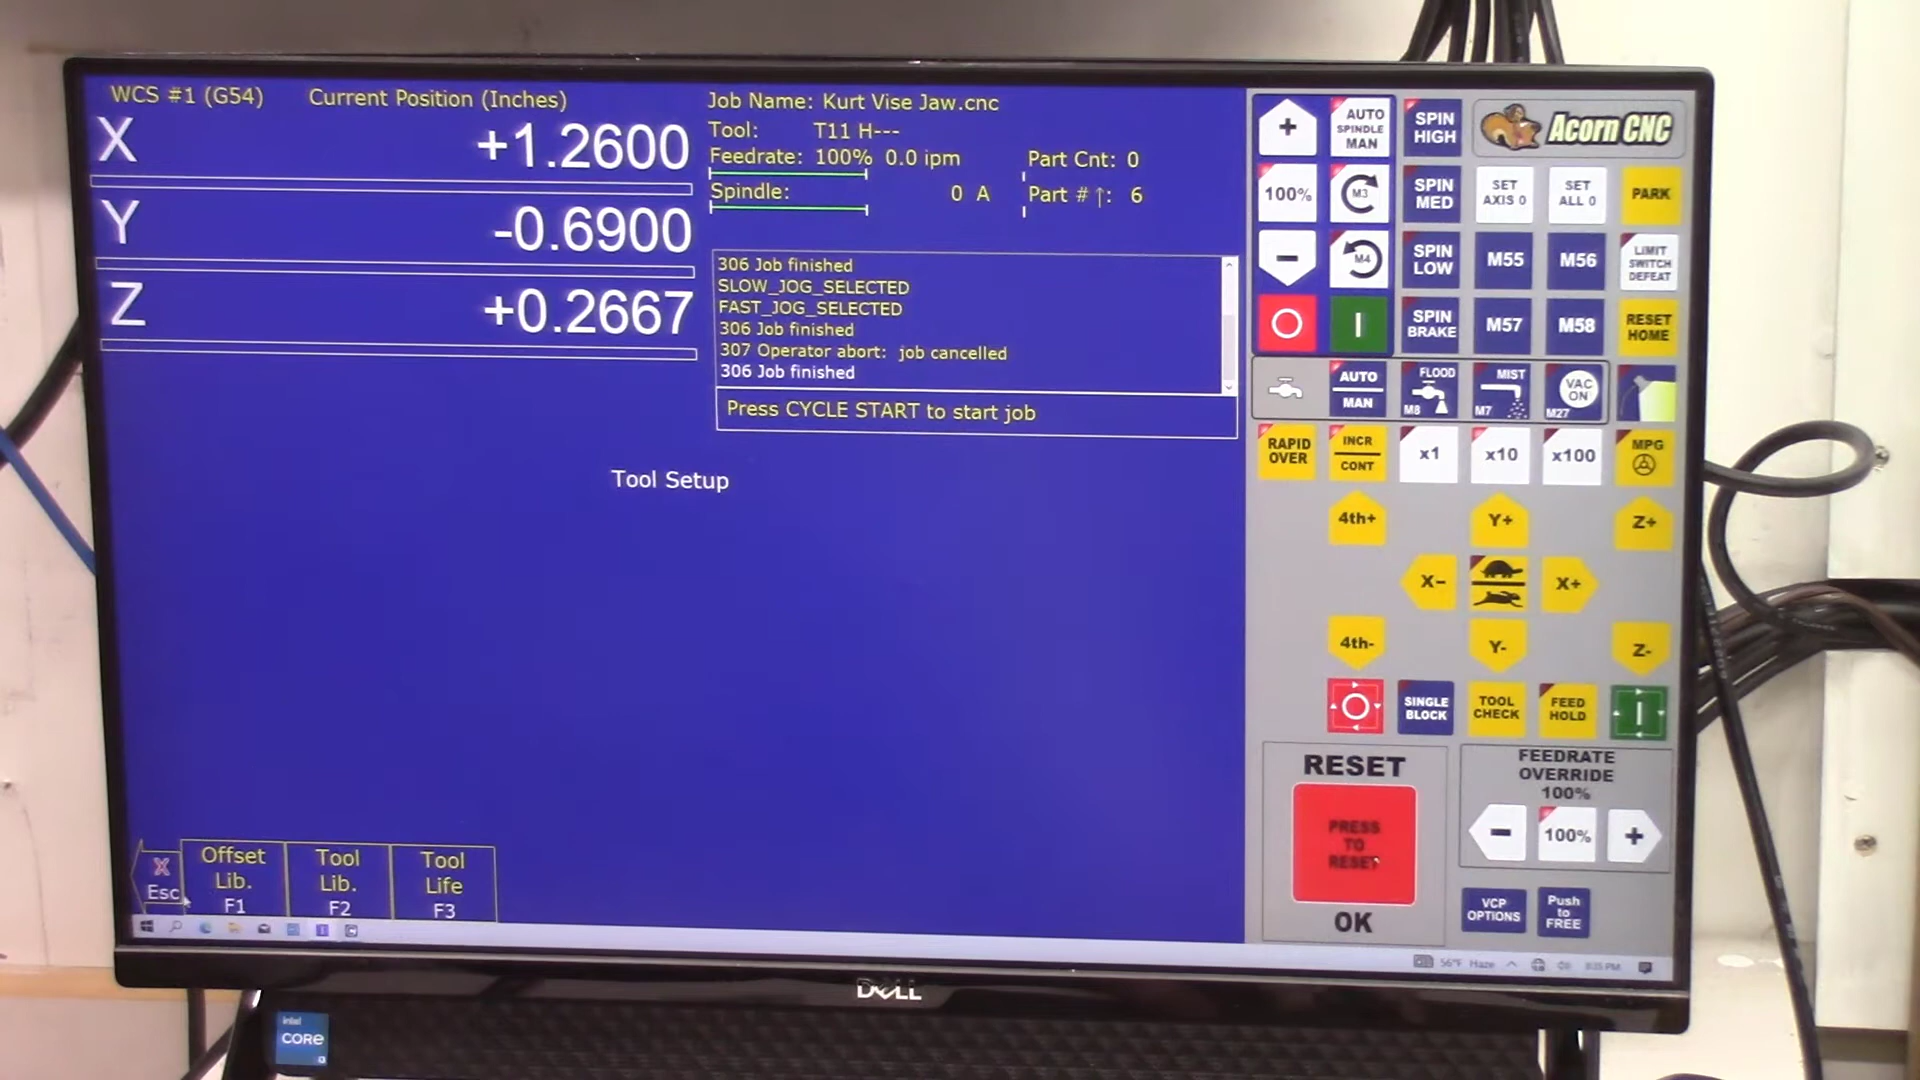 WCS #1 (G54)
Current Position (Inches)
X +1.2600
Y -0.6900
Z +0.2667
Job Name: Kurt Vise Jaw.cnc
Tool: T11 H---
Feedrate: 100% 0.0 ipm
Part Cnt: 0
Spindle: 0 A
Part # ↑: 6
306 Job finished
SLOW_JOG_SELECTED
FAST_JOG_SELECTED
306 Job finished
307 Operator abort: job cancelled
306 Job finished
Press CYCLE START to start job
Tool Setup
X
Esc
Offset
Lib.
F1
Tool
Lib.
F2
Tool
Life
F3
+
AUTO
SPINDLE
MAN
SPIN
HIGH
Acorn CNC
100%
M3
SPIN
MED
SET
AXIS 0
SET
ALL 0
PARK
M4
SPIN
LOW
M55
M56
LIMIT
SWITCH
DEFEAT
SPIN
BRAKE
M57
M58
RESET
HOME
AUTO
MAN
FLOOD
M8
MIST
M7
VAC
ON
M27
RAPID
OVER
INCR
CONT
x1
x10
x100
MPG
4th+
Y+
Z+
X-
X+
4th-
Y-
Z-
SINGLE
BLOCK
TOOL
CHECK
FEED
HOLD
RESET
PRESS
TO
RESET
OK
FEEDRATE
OVERRIDE
100%
-
100%
+
VCP
OPTIONS
Push
to
FREE
56°F Haze
8:35 PM
DELL
intel
CORE
i3